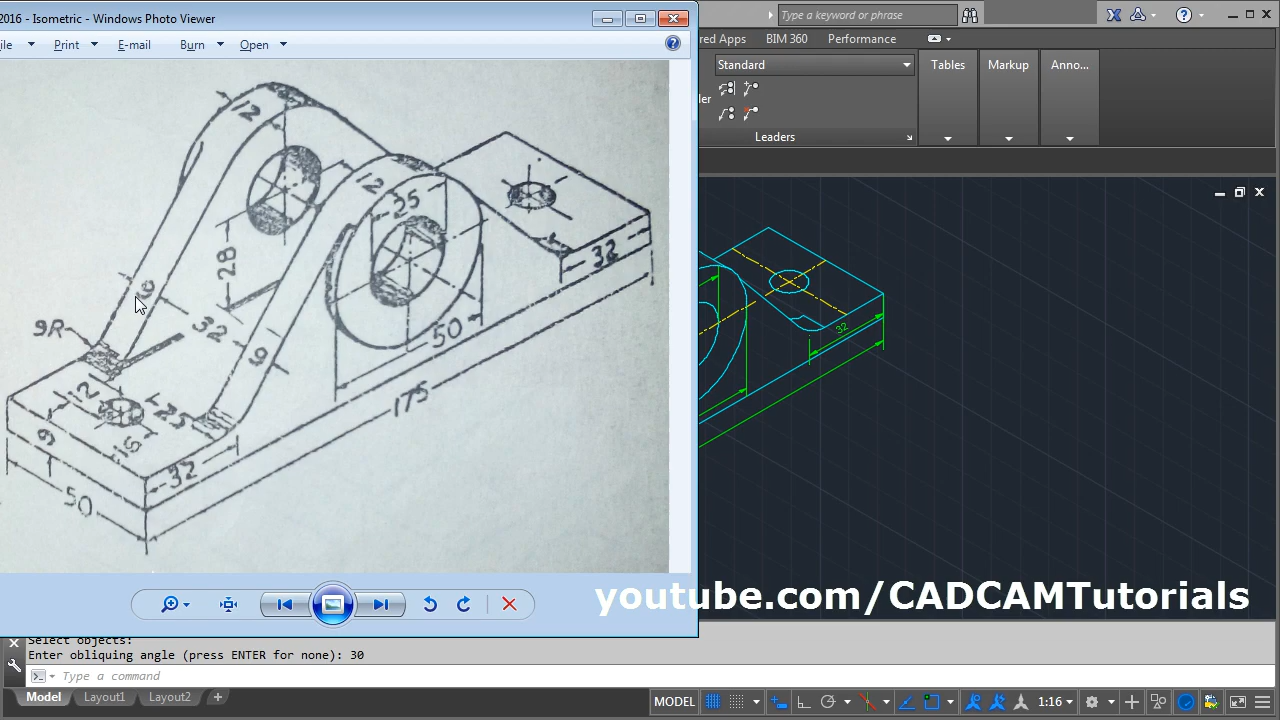 2016 - Isometric - Windows Photo Viewer
ile Print E-mail Burn Open
Type a keyword or phrase
red Apps BIM 360 Performance
Standard
Tables Markup Anno...
ler
Leaders
12
12
25
28
32
9R
32
9
50
175
12
25
15
9
32
50
32
youtube.com/CADCAMTutorials
Select objects:
Enter obliquing angle (press ENTER for none): 30
Type a command
Model Layout1 Layout2 +
MODEL 1:16